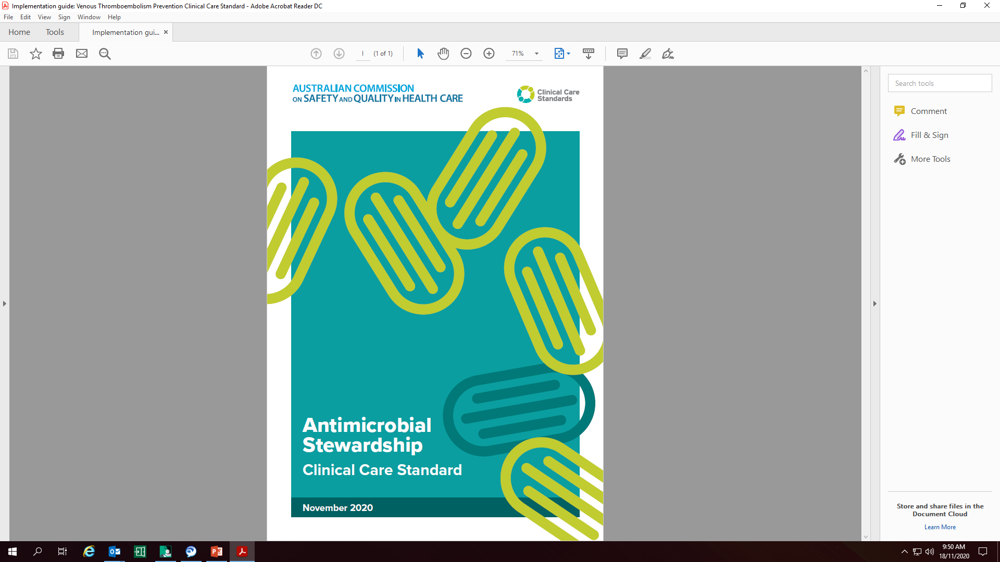 Implementation guide: Venous Thromboembolism Prevention Clinical Care Standard - Adobe Acrobat Reader DC
File Edit View Sign Window Help
Home Tools Implementation gui...
(1 of 1) 71%
AUSTRALIAN COMMISSION
ON SAFETY AND QUALITY IN HEALTH CARE
Clinical Care
Standards
Search tools
Comment
Fill & Sign
More Tools
Antimicrobial
Stewardship
Clinical Care Standard
November 2020
Store and share files in the
Document Cloud
Learn More
9:50 AM
18/11/2020